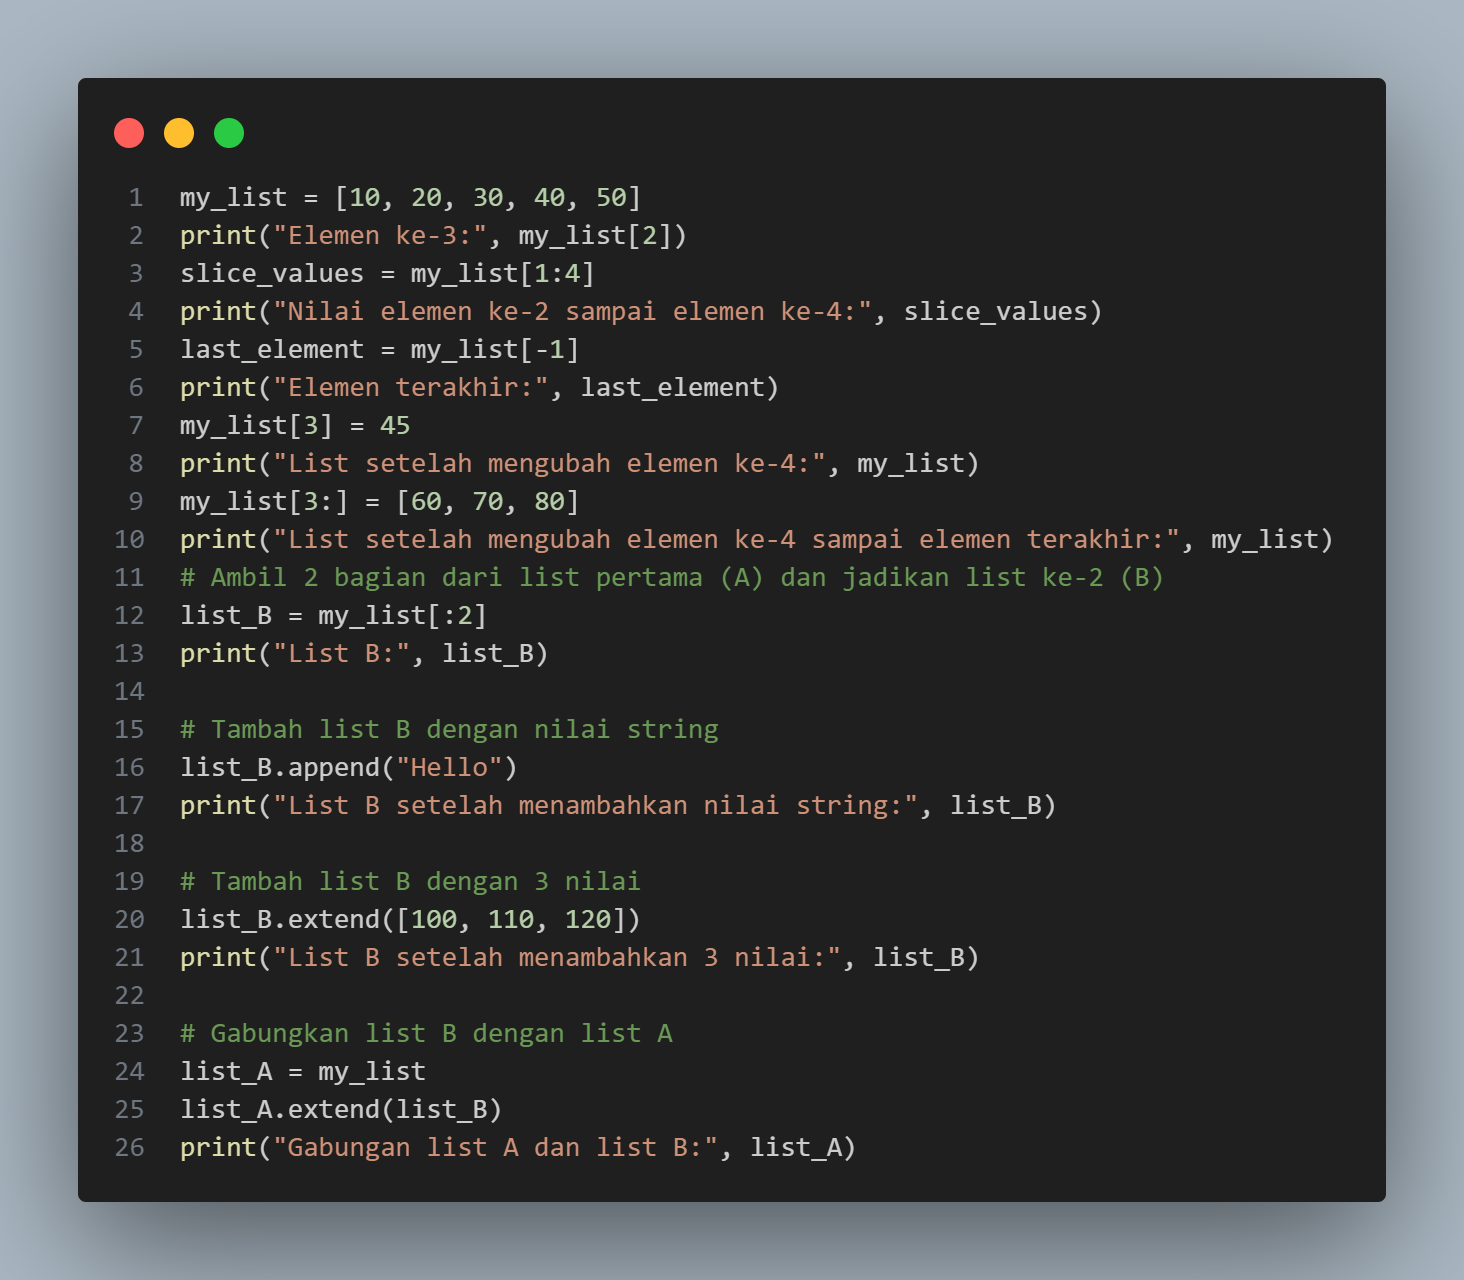 1 my_list = [10, 20, 30, 40, 50]
2 print("Elemen ke-3:", my_list[2])
3 slice_values = my_list[1:4]
4 print("Nilai elemen ke-2 sampai elemen ke-4:", slice_values)
5 last_element = my_list[-1]
6 print("Elemen terakhir:", last_element)
7 my_list[3] = 45
8 print("List setelah mengubah elemen ke-4:", my_list)
9 my_list[3:] = [60, 70, 80]
10 print("List setelah mengubah elemen ke-4 sampai elemen terakhir:", my_list)
11 # Ambil 2 bagian dari list pertama (A) dan jadikan list ke-2 (B)
12 list_B = my_list[:2]
13 print("List B:", list_B)
14
15 # Tambah list B dengan nilai string
16 list_B.append("Hello")
17 print("List B setelah menambahkan nilai string:", list_B)
18
19 # Tambah list B dengan 3 nilai
20 list_B.extend([100, 110, 120])
21 print("List B setelah menambahkan 3 nilai:", list_B)
22
23 # Gabungkan list B dengan list A
24 list_A = my_list
25 list_A.extend(list_B)
26 print("Gabungan list A dan list B:", list_A)